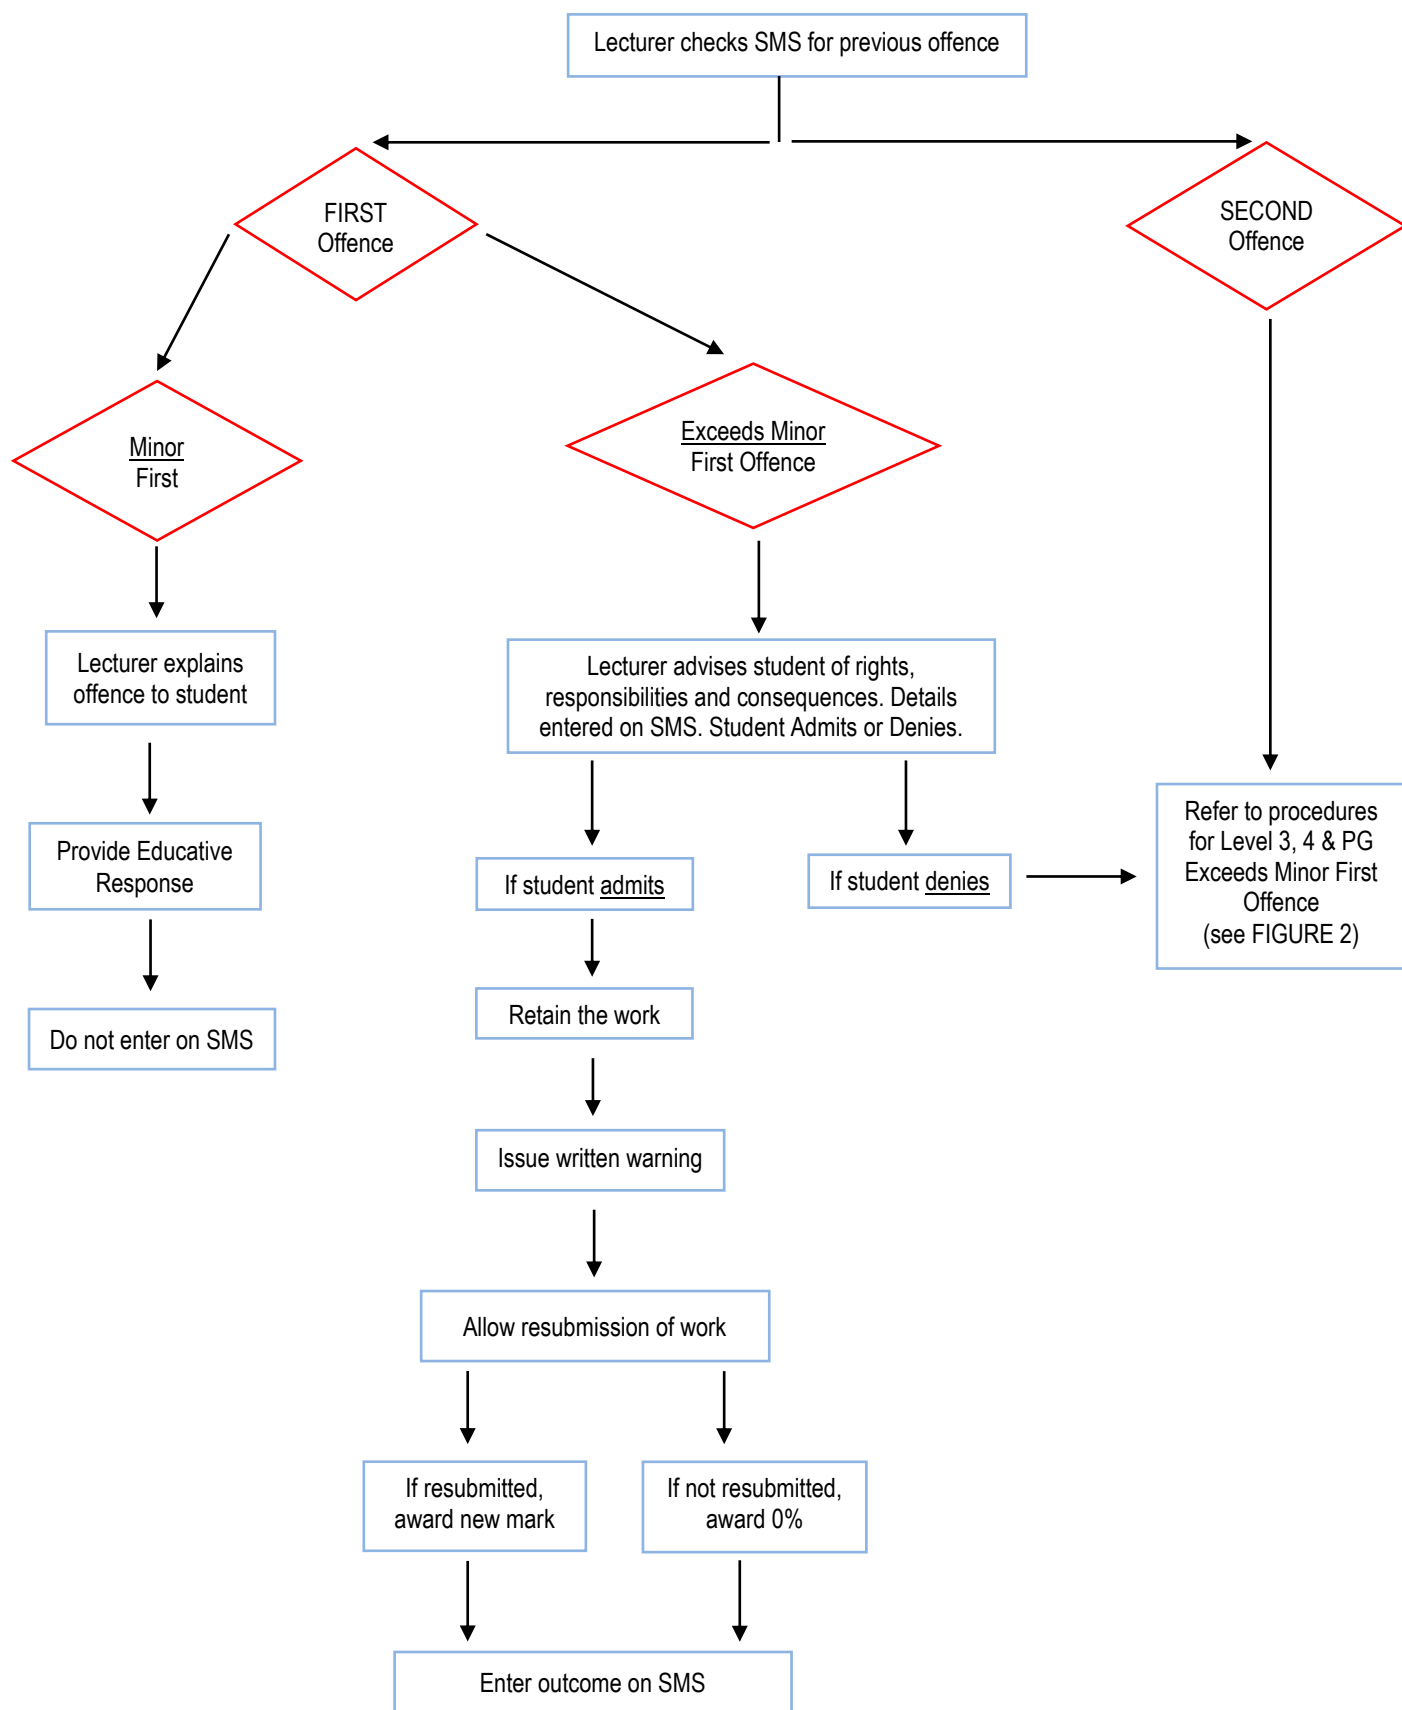 Lecturer checks SMS for previous offence
FIRST
Offence
SECOND
Offence
Minor
First
Exceeds Minor
First Offence
Lecturer explains
offence to student
Lecturer advises student of rights,
responsibilities and consequences. Details
entered on SMS. Student Admits or Denies.
Provide Educative
Response
If student admits
If student denies
Refer to procedures
for Level 3, 4 & PG
Exceeds Minor First
Offence
(see FIGURE 2)
Do not enter on SMS
Retain the work
Issue written warning
Allow resubmission of work
If resubmitted,
award new mark
If not resubmitted,
award 0%
Enter outcome on SMS